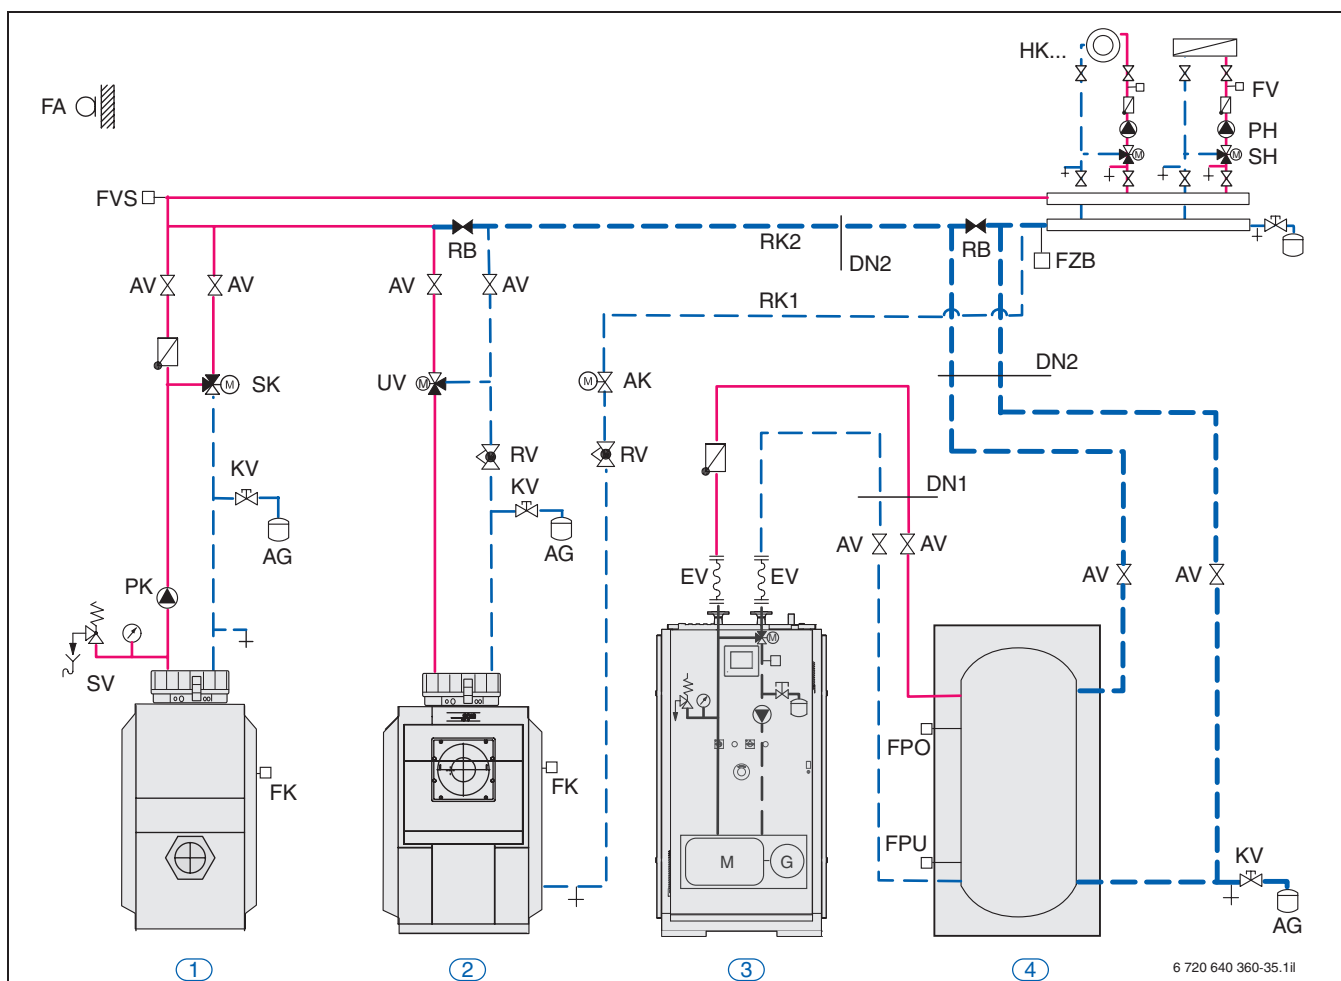 HK...
FA
FV
PH
M
SH
M
FVS
RB
RK2
DN2
RB
FZB
AV
AV
AV
AV
RK1
M
SK
UV
M
M
AK
DN2
RV
RV
KV
KV
DN1
AG
AG
AV
AV
AV
AV
PK
EV
EV
M
SV
FPO
FK
FK
FPU
M
G
KV
AG
1
2
3
4
6 720 640 360-35.1il